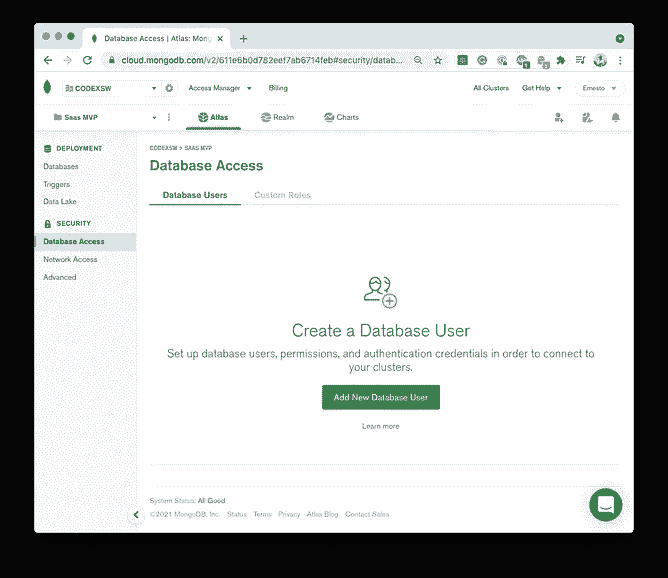 Database Access | Atlas: Mon
cloud.mongodb.com/v2/611e6b0d782eef7ab6714feb#security/datab...
CODEXSW
Access Manager
Billing
All Clusters
Get Help
Ernesto
Saas MVP
Atlas
Realm
Charts
DEPLOYMENT
Databases
Triggers
Data Lake
SECURITY
Database Access
Network Access
Advanced
CODEXSW > SAAS MVP
Database Access
Database Users
Custom Roles
Create a Database User
Set up database users, permissions, and authentication credentials in order to connect to
your clusters.
Add New Database User
Learn more
System Status: All Good
©2021 MongoDB, Inc. Status Terms Privacy Atlas Blog Contact Sales